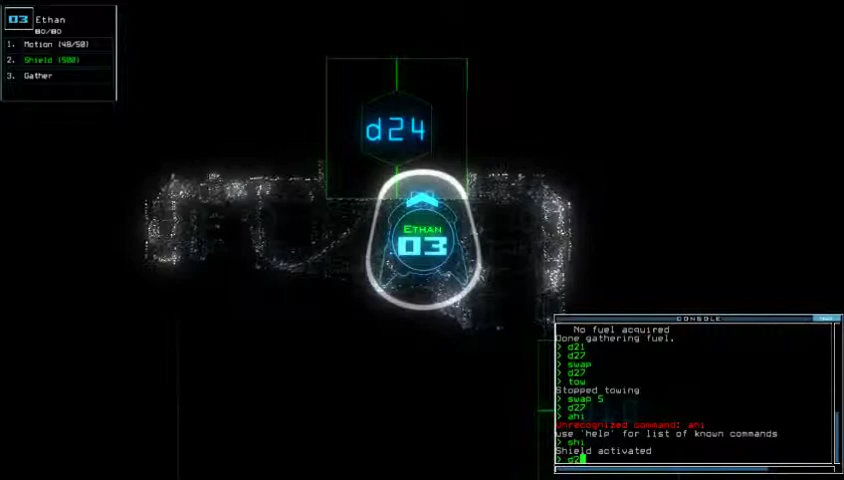 03 Ethan
80/80
1. Motion (48/50)
2. Shield (500)
3. Gather
d24
ETHAN
03
CONSOLE
No fuel acquired
Done gathering fuel.
> d21
> d27
> swap
> d27
> tow
Stopped towing
> swap 5
> d27
> ahi
Unrecognized command: ahi
use 'help' for list of known commands
> shi
Shield activated
> d2